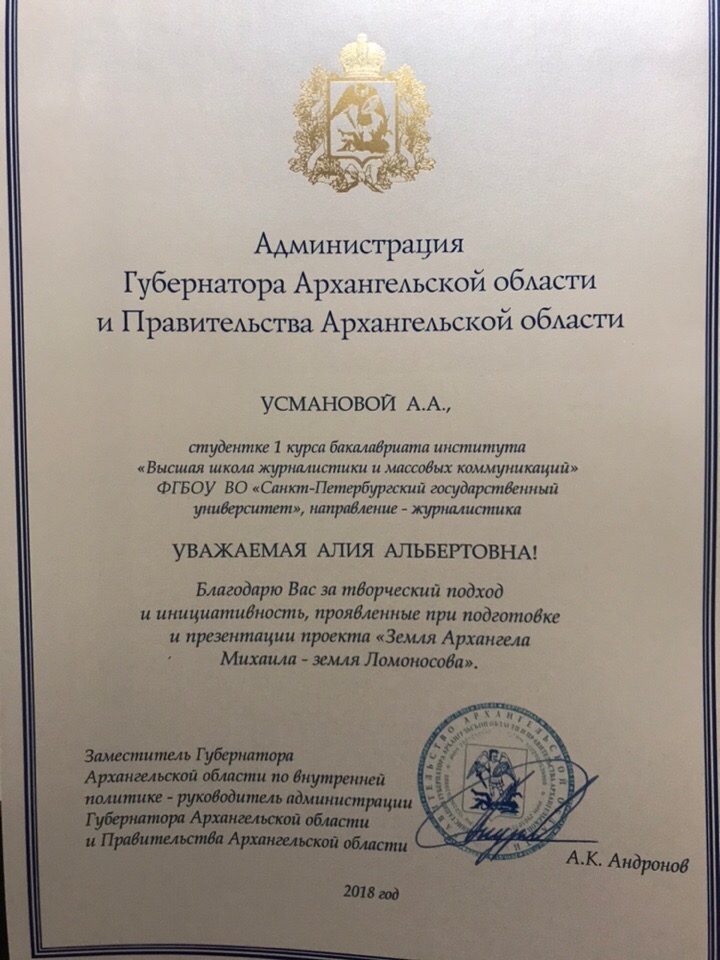 Администрация
Губернатора Архангельской области
и Правительства Архангельской области
УСМАНОВОЙ А.А.,
студентке 1 курса бакалавриата института
«Высшая школа журналистики и массовых коммуникаций»
ФГБОУ ВО «Санкт-Петербургский государственный
университет», направление - журналистика
УВАЖАЕМАЯ АЛИЯ АЛЬБЕРТОВНА!
Благодарю Вас за творческий подход
и инициативность, проявленные при подготовке
и презентации проекта «Земля Архангела
Михаила - земля Ломоносова».
Заместитель Губернатора
Архангельской области по внутренней
политике - руководитель администрации
Губернатора Архангельской области
и Правительства Архангельской области
А.К. Андронов
2018 год